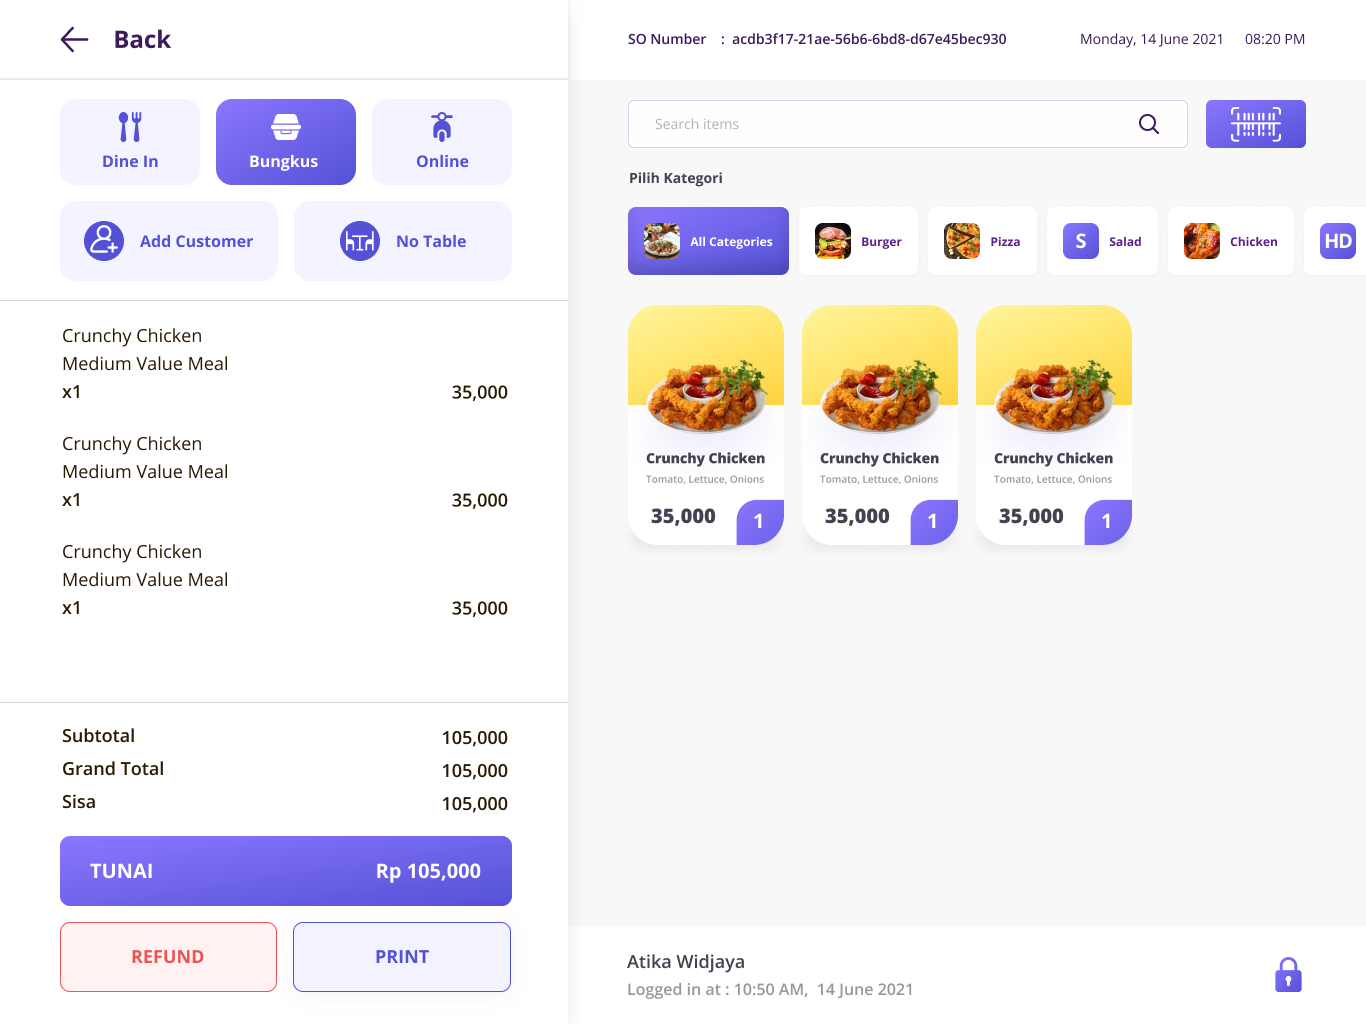 Back
SO Number : acdb3f17-21ae-56b6-6bd8-d67e45bec930
Monday, 14 June 2021 08:20 PM
Dine In
Bungkus
Online
Add Customer
No Table
Crunchy Chicken
Medium Value Meal
x1 35,000
Crunchy Chicken
Medium Value Meal
x1 35,000
Crunchy Chicken
Medium Value Meal
x1 35,000
Subtotal 105,000
Grand Total 105,000
Sisa 105,000
TUNAI Rp 105,000
REFUND
PRINT
Search items
Pilih Kategori
All Categories
Burger
Pizza
S Salad
Chicken
HD
Crunchy Chicken
Tomato, Lettuce, Onions
35,000 1
Crunchy Chicken
Tomato, Lettuce, Onions
35,000 1
Crunchy Chicken
Tomato, Lettuce, Onions
35,000 1
Atika Widjaya
Logged in at : 10:50 AM, 14 June 2021